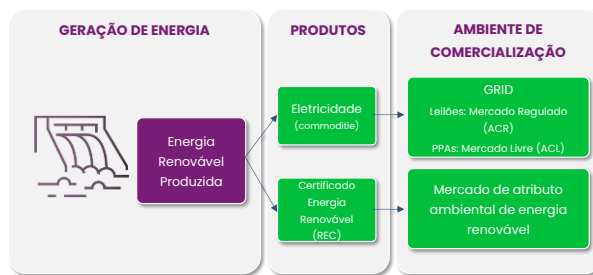 GERAÇÃO DE ENERGIA
Energia
Renovável
Produzida
PRODUTOS
Eletricidade
(commoditie)
Certificado
Energia
Renovável
(REC)
AMBIENTE DE
COMERCIALIZAÇÃO
GRID
Leilões: Mercado Regulado
(ACR)
PPAs: Mercado Livre (ACL)
Mercado de atributo
ambiental de energia
renovável